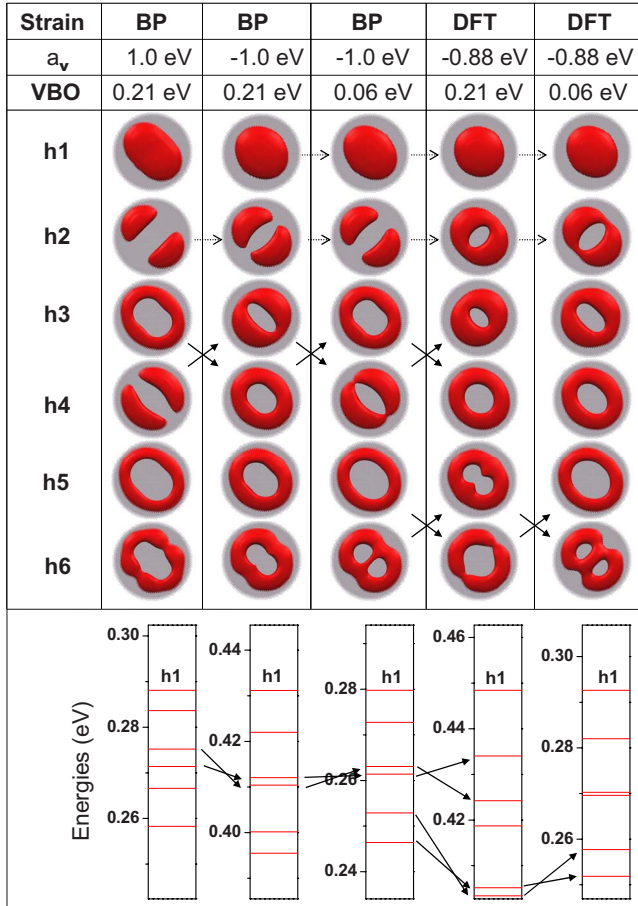 Strain BP BP BP DFT DFT
av 1.0 eV -1.0 eV -1.0 eV -0.88 eV -0.88 eV
VBO 0.21 eV 0.21 eV 0.06 eV 0.21 eV 0.06 eV
h1
h2
h3
h4
h5
h6
Energies (eV)
0.30
0.28
0.26
h1
0.44
0.42
0.40
h1
0.28
0.26
0.24
h1
0.46
0.44
0.42
h1
0.30
0.28
0.26
h1